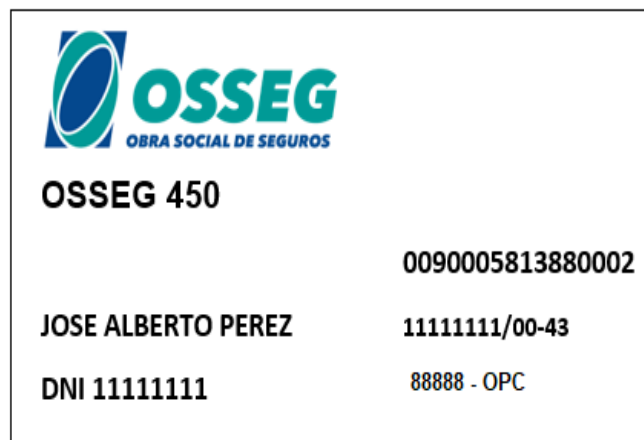 OSSEG
OBRA SOCIAL DE SEGUROS
OSSEG 450
0090005813880002
JOSE ALBERTO PEREZ 11111111/00-43
DNI 11111111 88888 - OPC